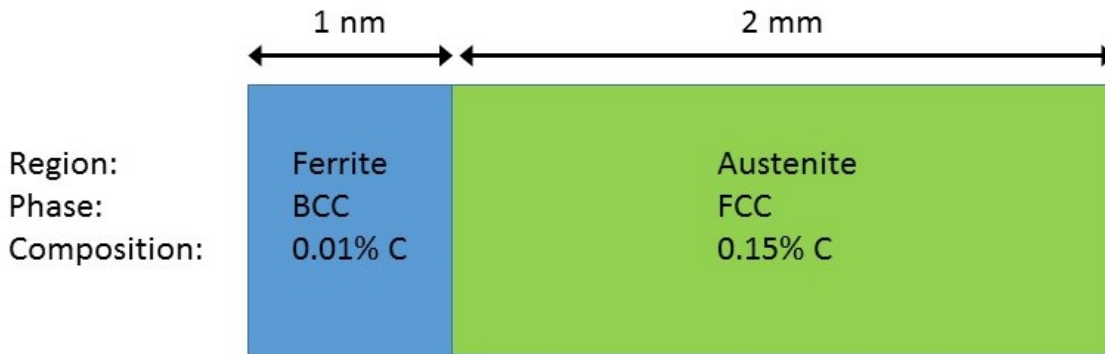 1 nm 2 mm
Region: Ferrite Austenite
Phase: BCC FCC
Composition: 0.01% C 0.15% C